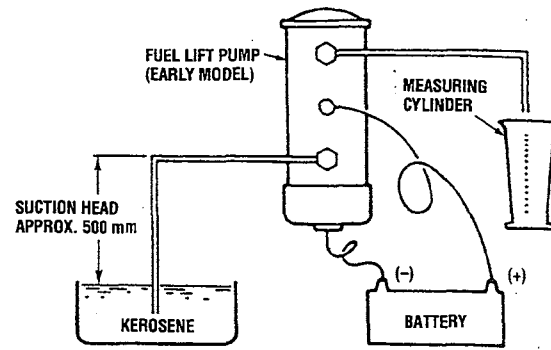 FUEL LIFT PUMP
(EARLY MODEL)
MEASURING
CYLINDER
SUCTION HEAD
APPROX. 500 mm
(-)
(+)
KEROSENE
BATTERY